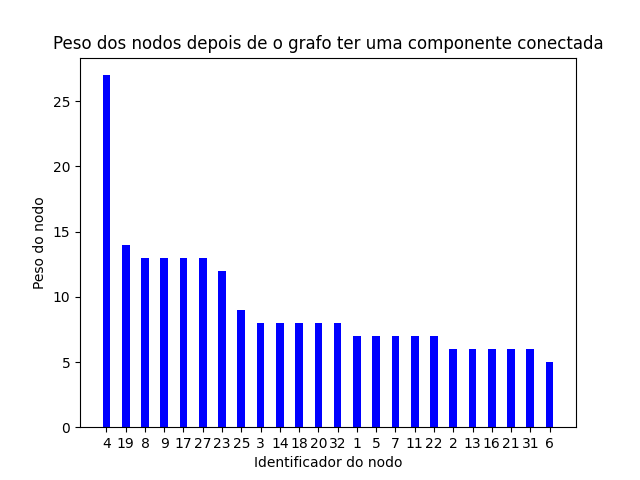 Peso dos nodos depois de o grafo ter uma componente conectada
25
20
15
10
5
0
Peso do nodo
4 19 8 9 17 27 23 25 3 14 18 20 32 1 5 7 11 22 2 13 16 21 31 6
Identificador do nodo